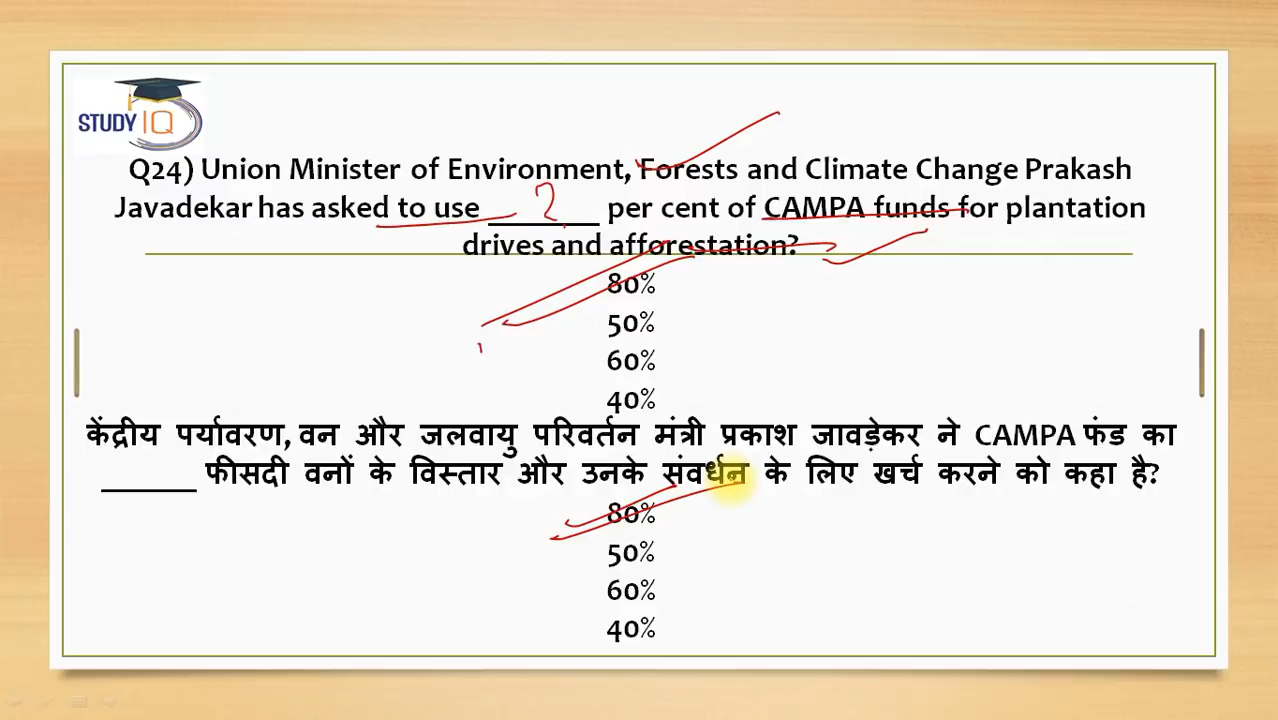 STUDY IQ
Q24) Union Minister of Environment, Forests and Climate Change Prakash
Javadekar has asked to use ______ per cent of CAMPA funds for plantation
drives and afforestation?
80%
50%
60%
40%
केंद्रीय पर्यावरण, वन और जलवायु परिवर्तन मंत्री प्रकाश जावड़ेकर ने CAMPA फंड का
______ फीसदी वनों के विस्तार और उनके संवर्धन के लिए खर्च करने को कहा है?
80%
50%
60%
40%